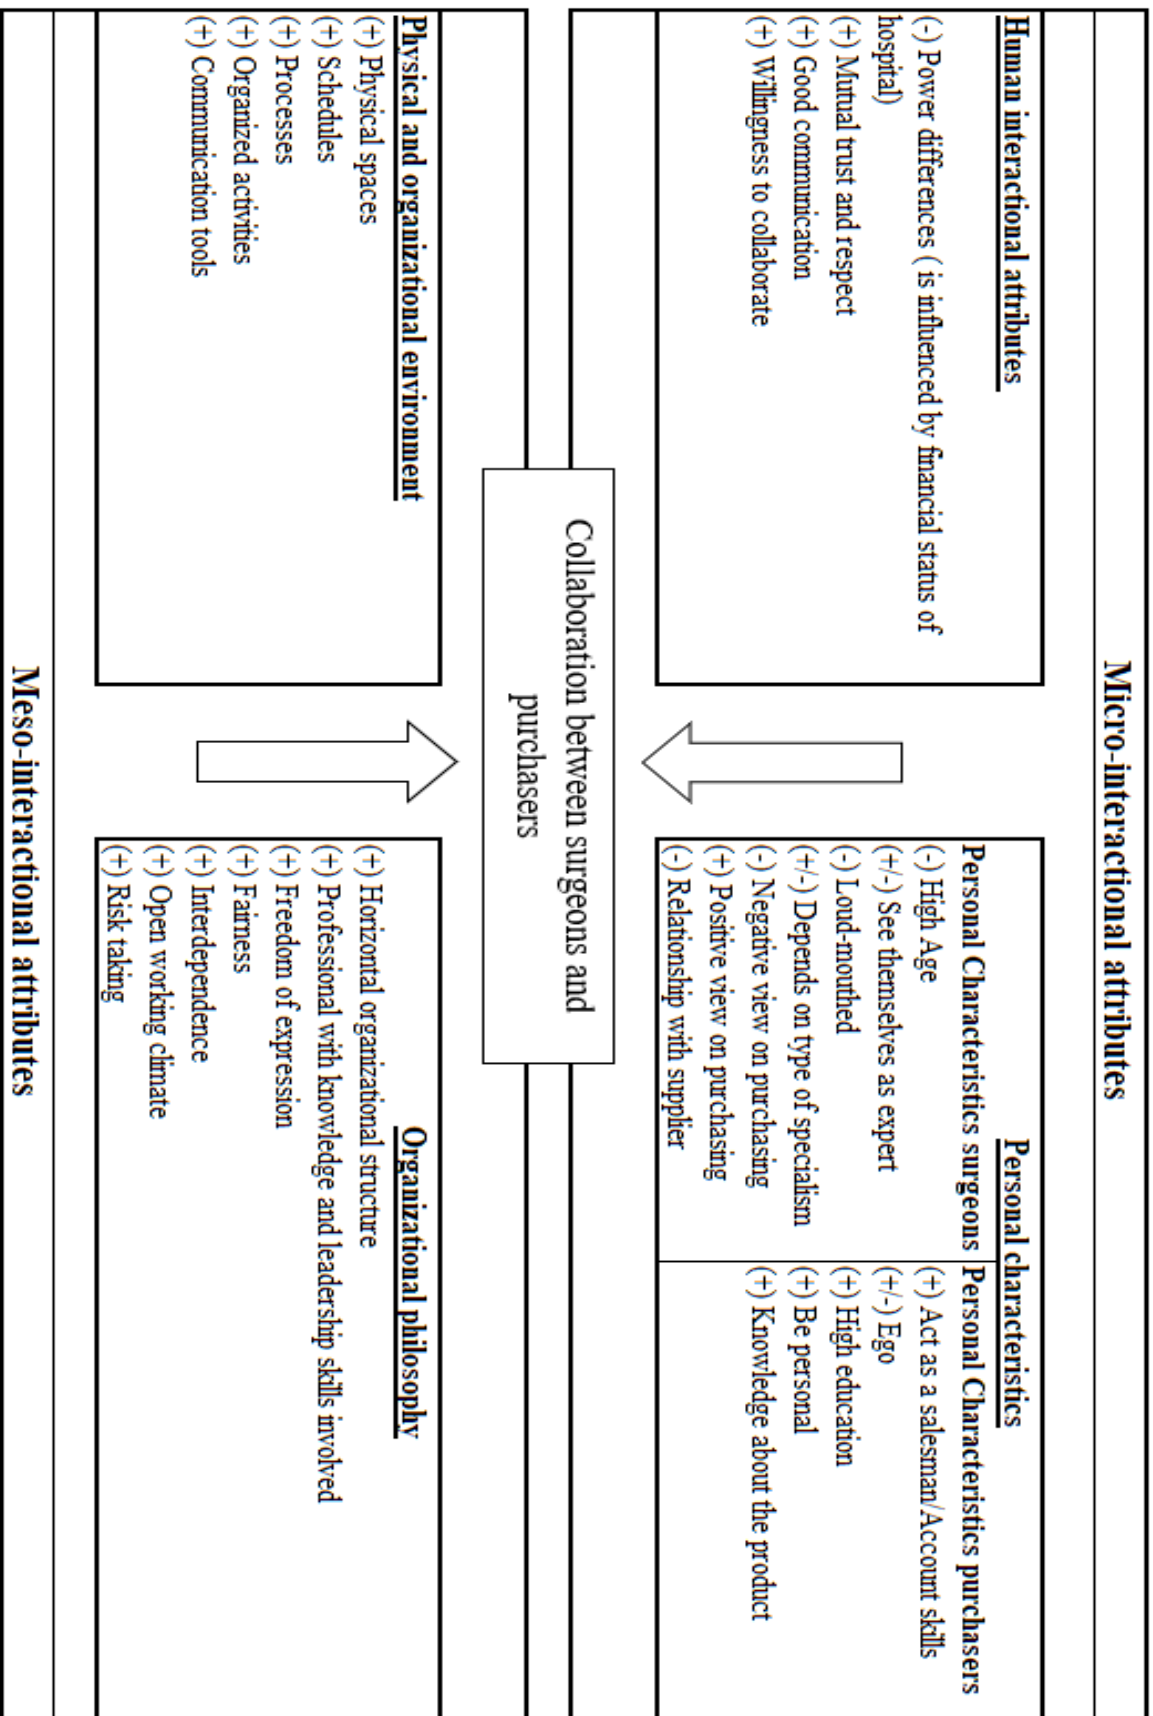 Micro-interactional attributes
Human interactional attributes
(-) Power differences ( is influenced by financial status of
hospital)
(+) Mutual trust and respect
(+) Good communication
(+) Willingness to collaborate
Personal characteristics
Personal Characteristics surgeons
(-) High Age
(+/-) See themselves as expert
(-) Loud-mouthed
(+/-) Depends on type of specialism
(-) Negative view on purchasing
(+) Positive view on purchasing
(-) Relationship with supplier
Personal Characteristics purchasers
(+) Act as a salesman/Account skills
(+/-) Ego
(+) High education
(+) Be personal
(+) Knowledge about the product
Collaboration between surgeons and
purchasers
Physical and organizational environment
(+) Physical spaces
(+) Schedules
(+) Processes
(+) Organized activities
(+) Communication tools
Organizational philosophy
(+) Horizontal organizational structure
(+) Professional with knowledge and leadership skills involved
(+) Freedom of expression
(+) Fairness
(+) Interdependence
(+) Open working climate
(+) Risk taking
Meso-interactional attributes